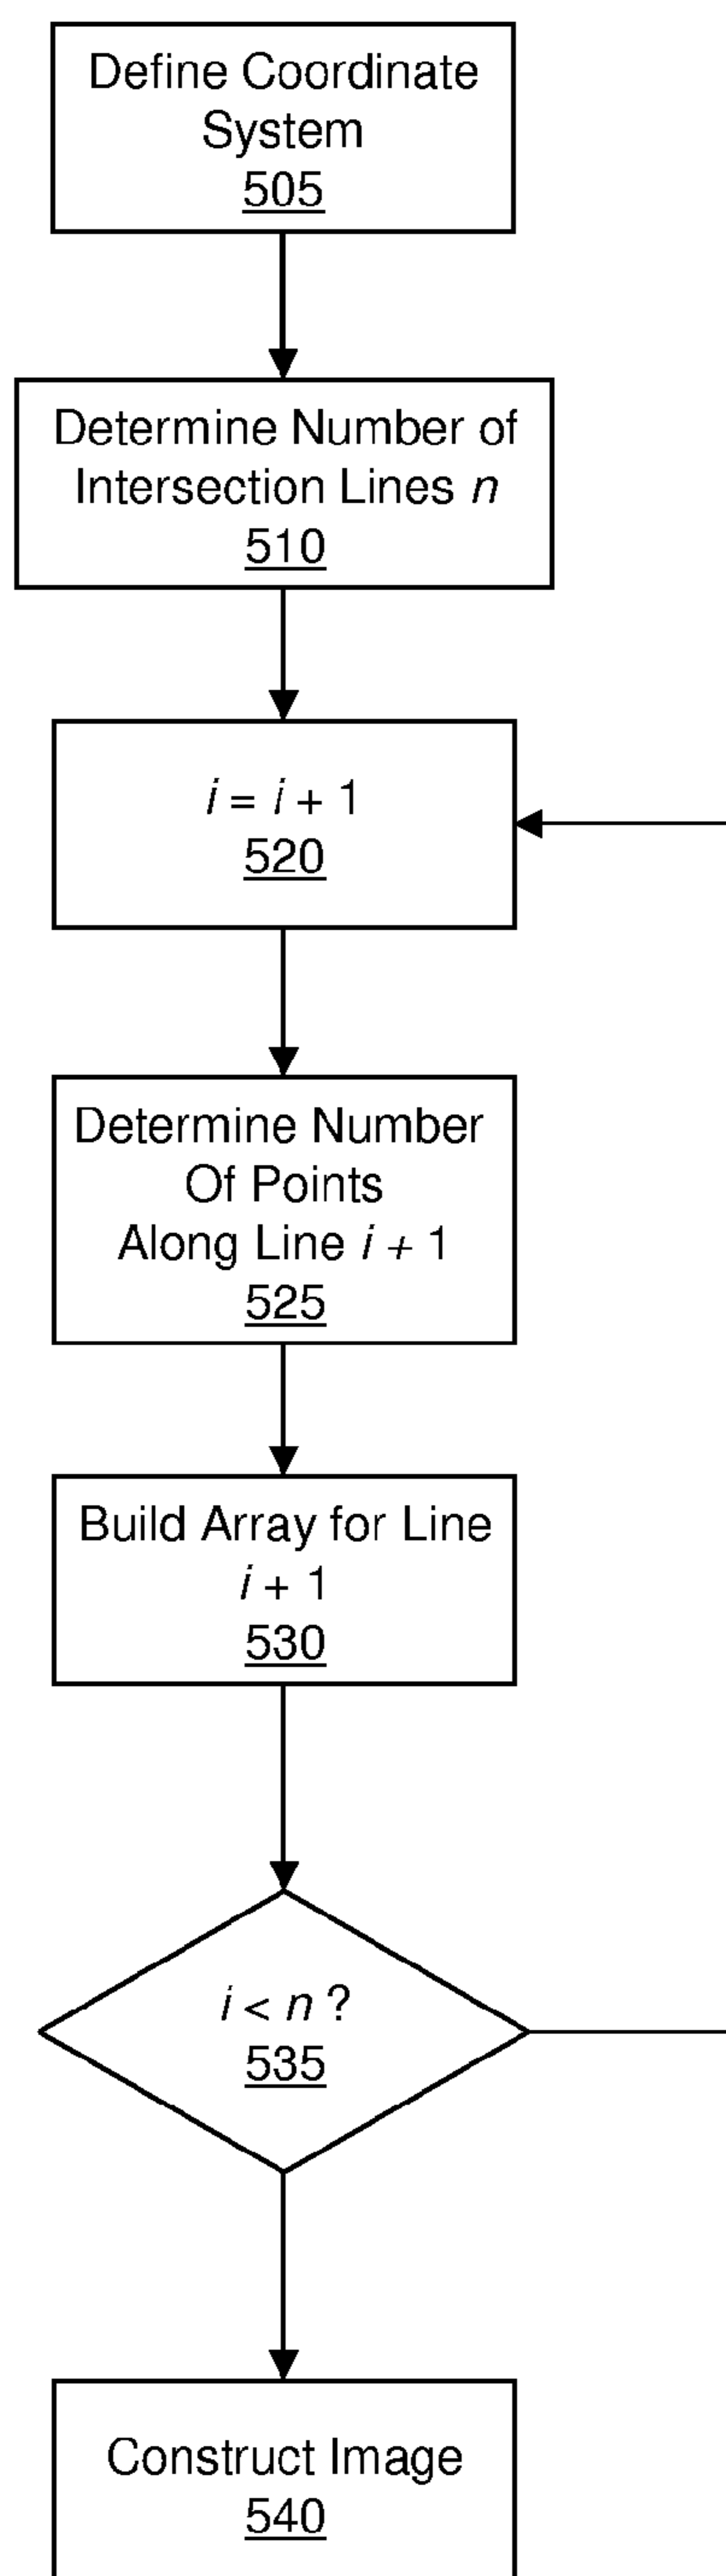 Define Coordinate
System
505
Determine Number of
Intersection Lines n
510
i = i + 1
520
Determine Number
Of Points
Along Line i + 1
525
Build Array for Line
i + 1
530
i < n ?
535
Construct Image
540